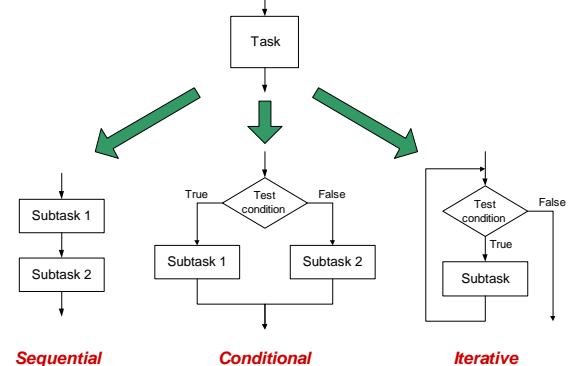 Task
Sequential
Subtask 1
Subtask 2
Conditional
Test
condition
True
False
Subtask 1
Subtask 2
Iterative
Test
condition
False
True
Subtask